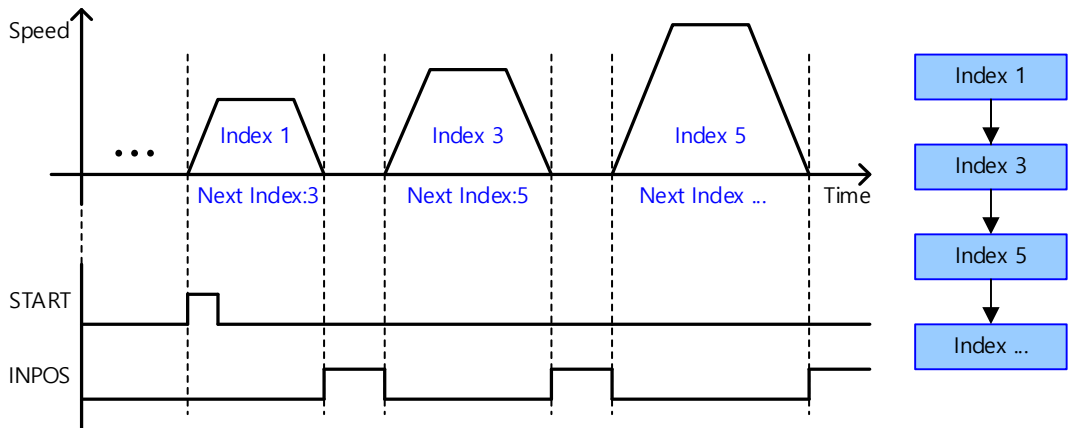 Speed
Index 1
Index 3
Index 5
Next Index:3
Next Index:5
Next Index ...
Time
START
INPOS
Index 1
Index 3
Index 5
Index ...